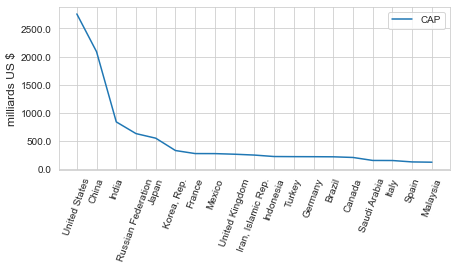 CAP
milliards US $
2500.0
2000.0
1500.0
1000.0
500.0
0.0
United States
China
India
Russian Federation
Japan
Korea, Rep.
France
Mexico
United Kingdom
Iran, Islamic Rep.
Indonesia
Turkey
Germany
Brazil
Canada
Saudi Arabia
Italy
Spain
Malaysia